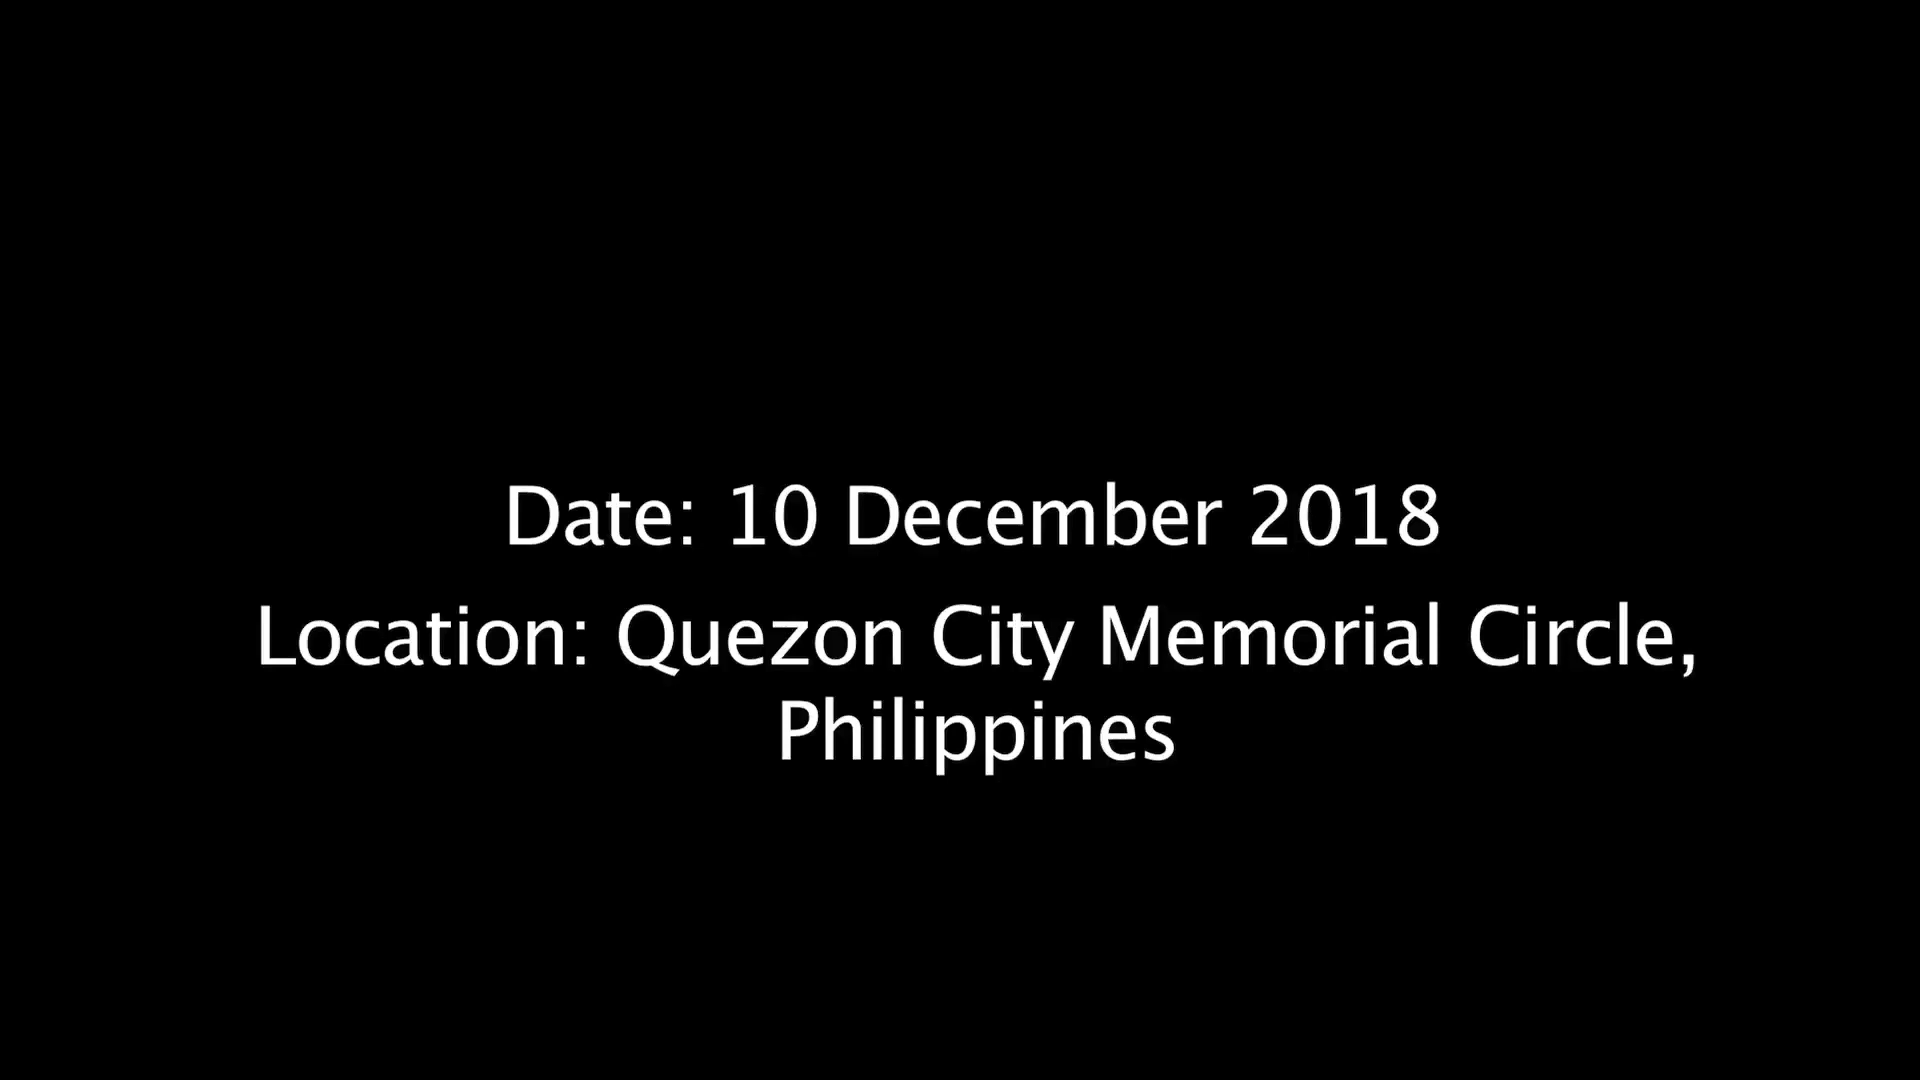 Date: 10 December 2018
Location: Quezon City Memorial Circle,
Philippines